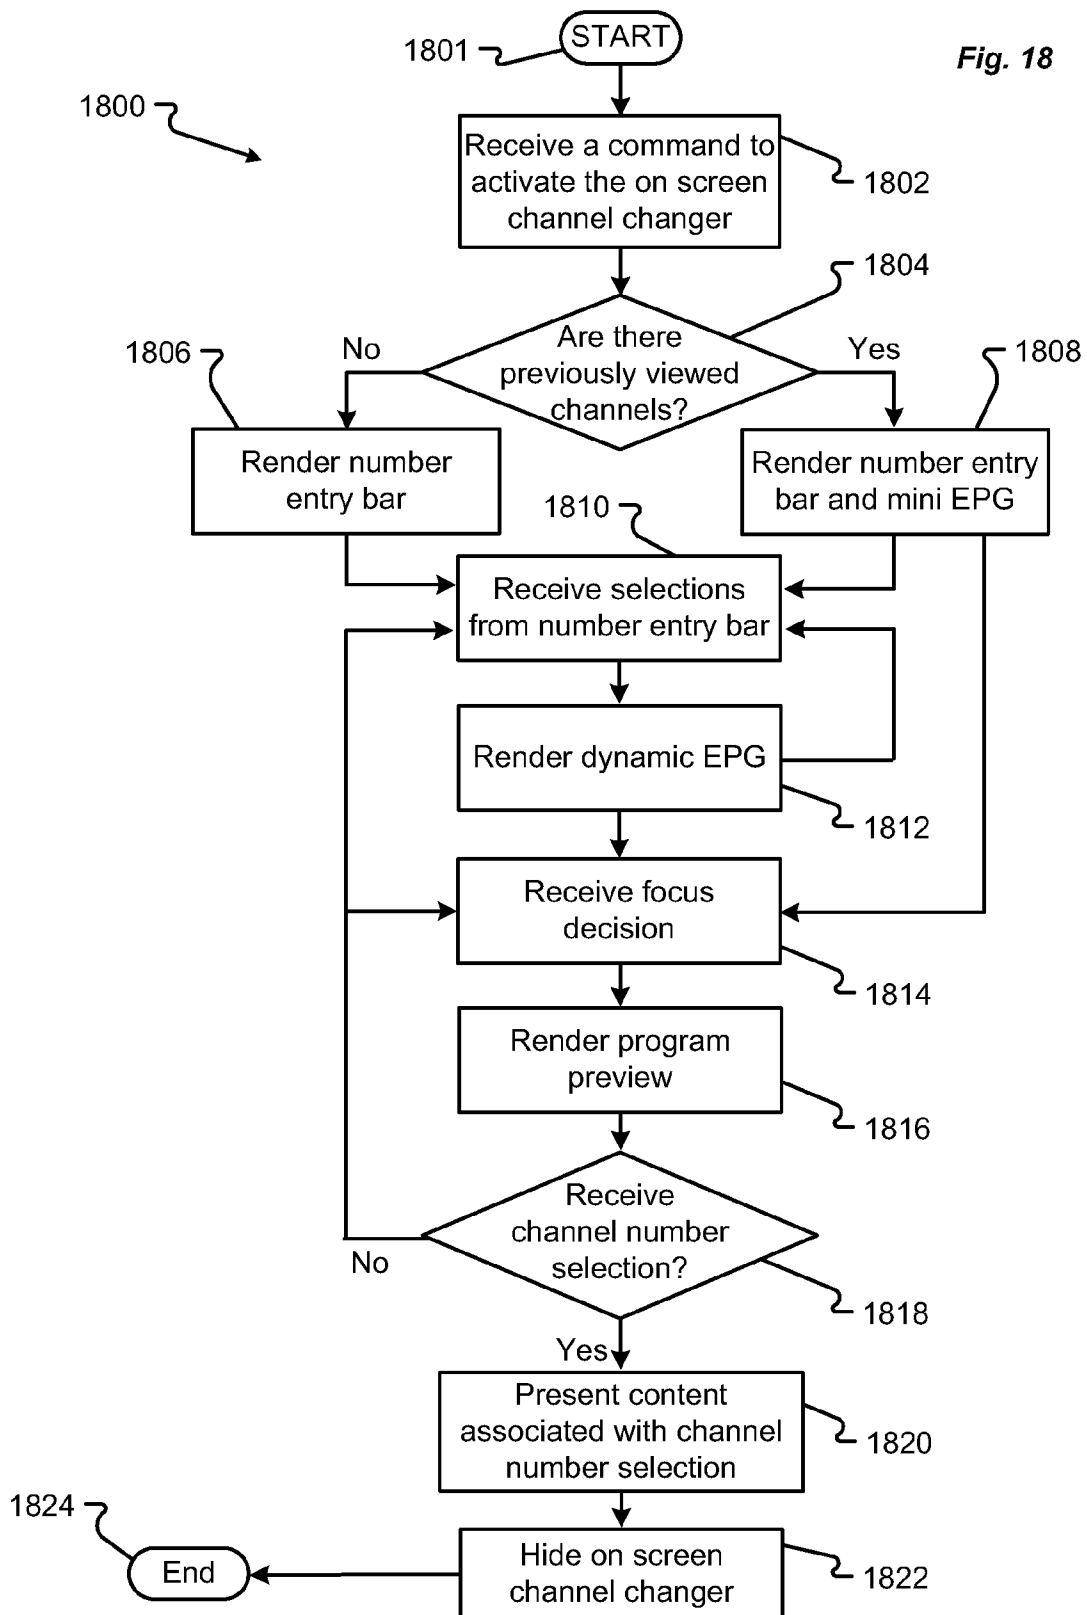 START
1801
Fig. 18
1800
Receive a command to
activate the on screen
channel changer
1802
1804
Are there
previously viewed
channels?
No
Yes
1806
1808
Render number
entry bar
Render number entry
bar and mini EPG
1810
Receive selections
from number entry bar
Render dynamic EPG
1812
Receive focus
decision
1814
Render program
preview
1816
Receive
channel number
selection?
No
1818
Yes
Present content
associated with channel
number selection
1820
1824
End
Hide on screen
channel changer
1822